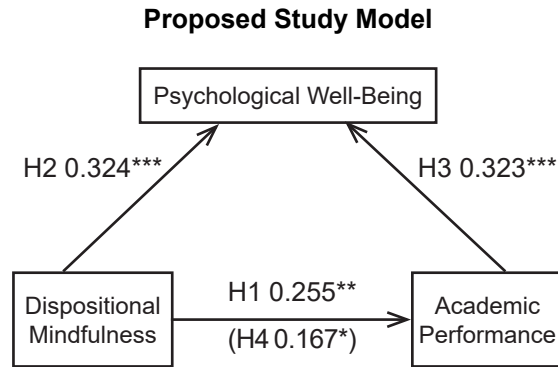 Proposed Study Model
Psychological Well-Being
H2 0.324***
H3 0.323***
Dispositional
Mindfulness
H1 0.255**
(H4 0.167*)
Academic
Performance